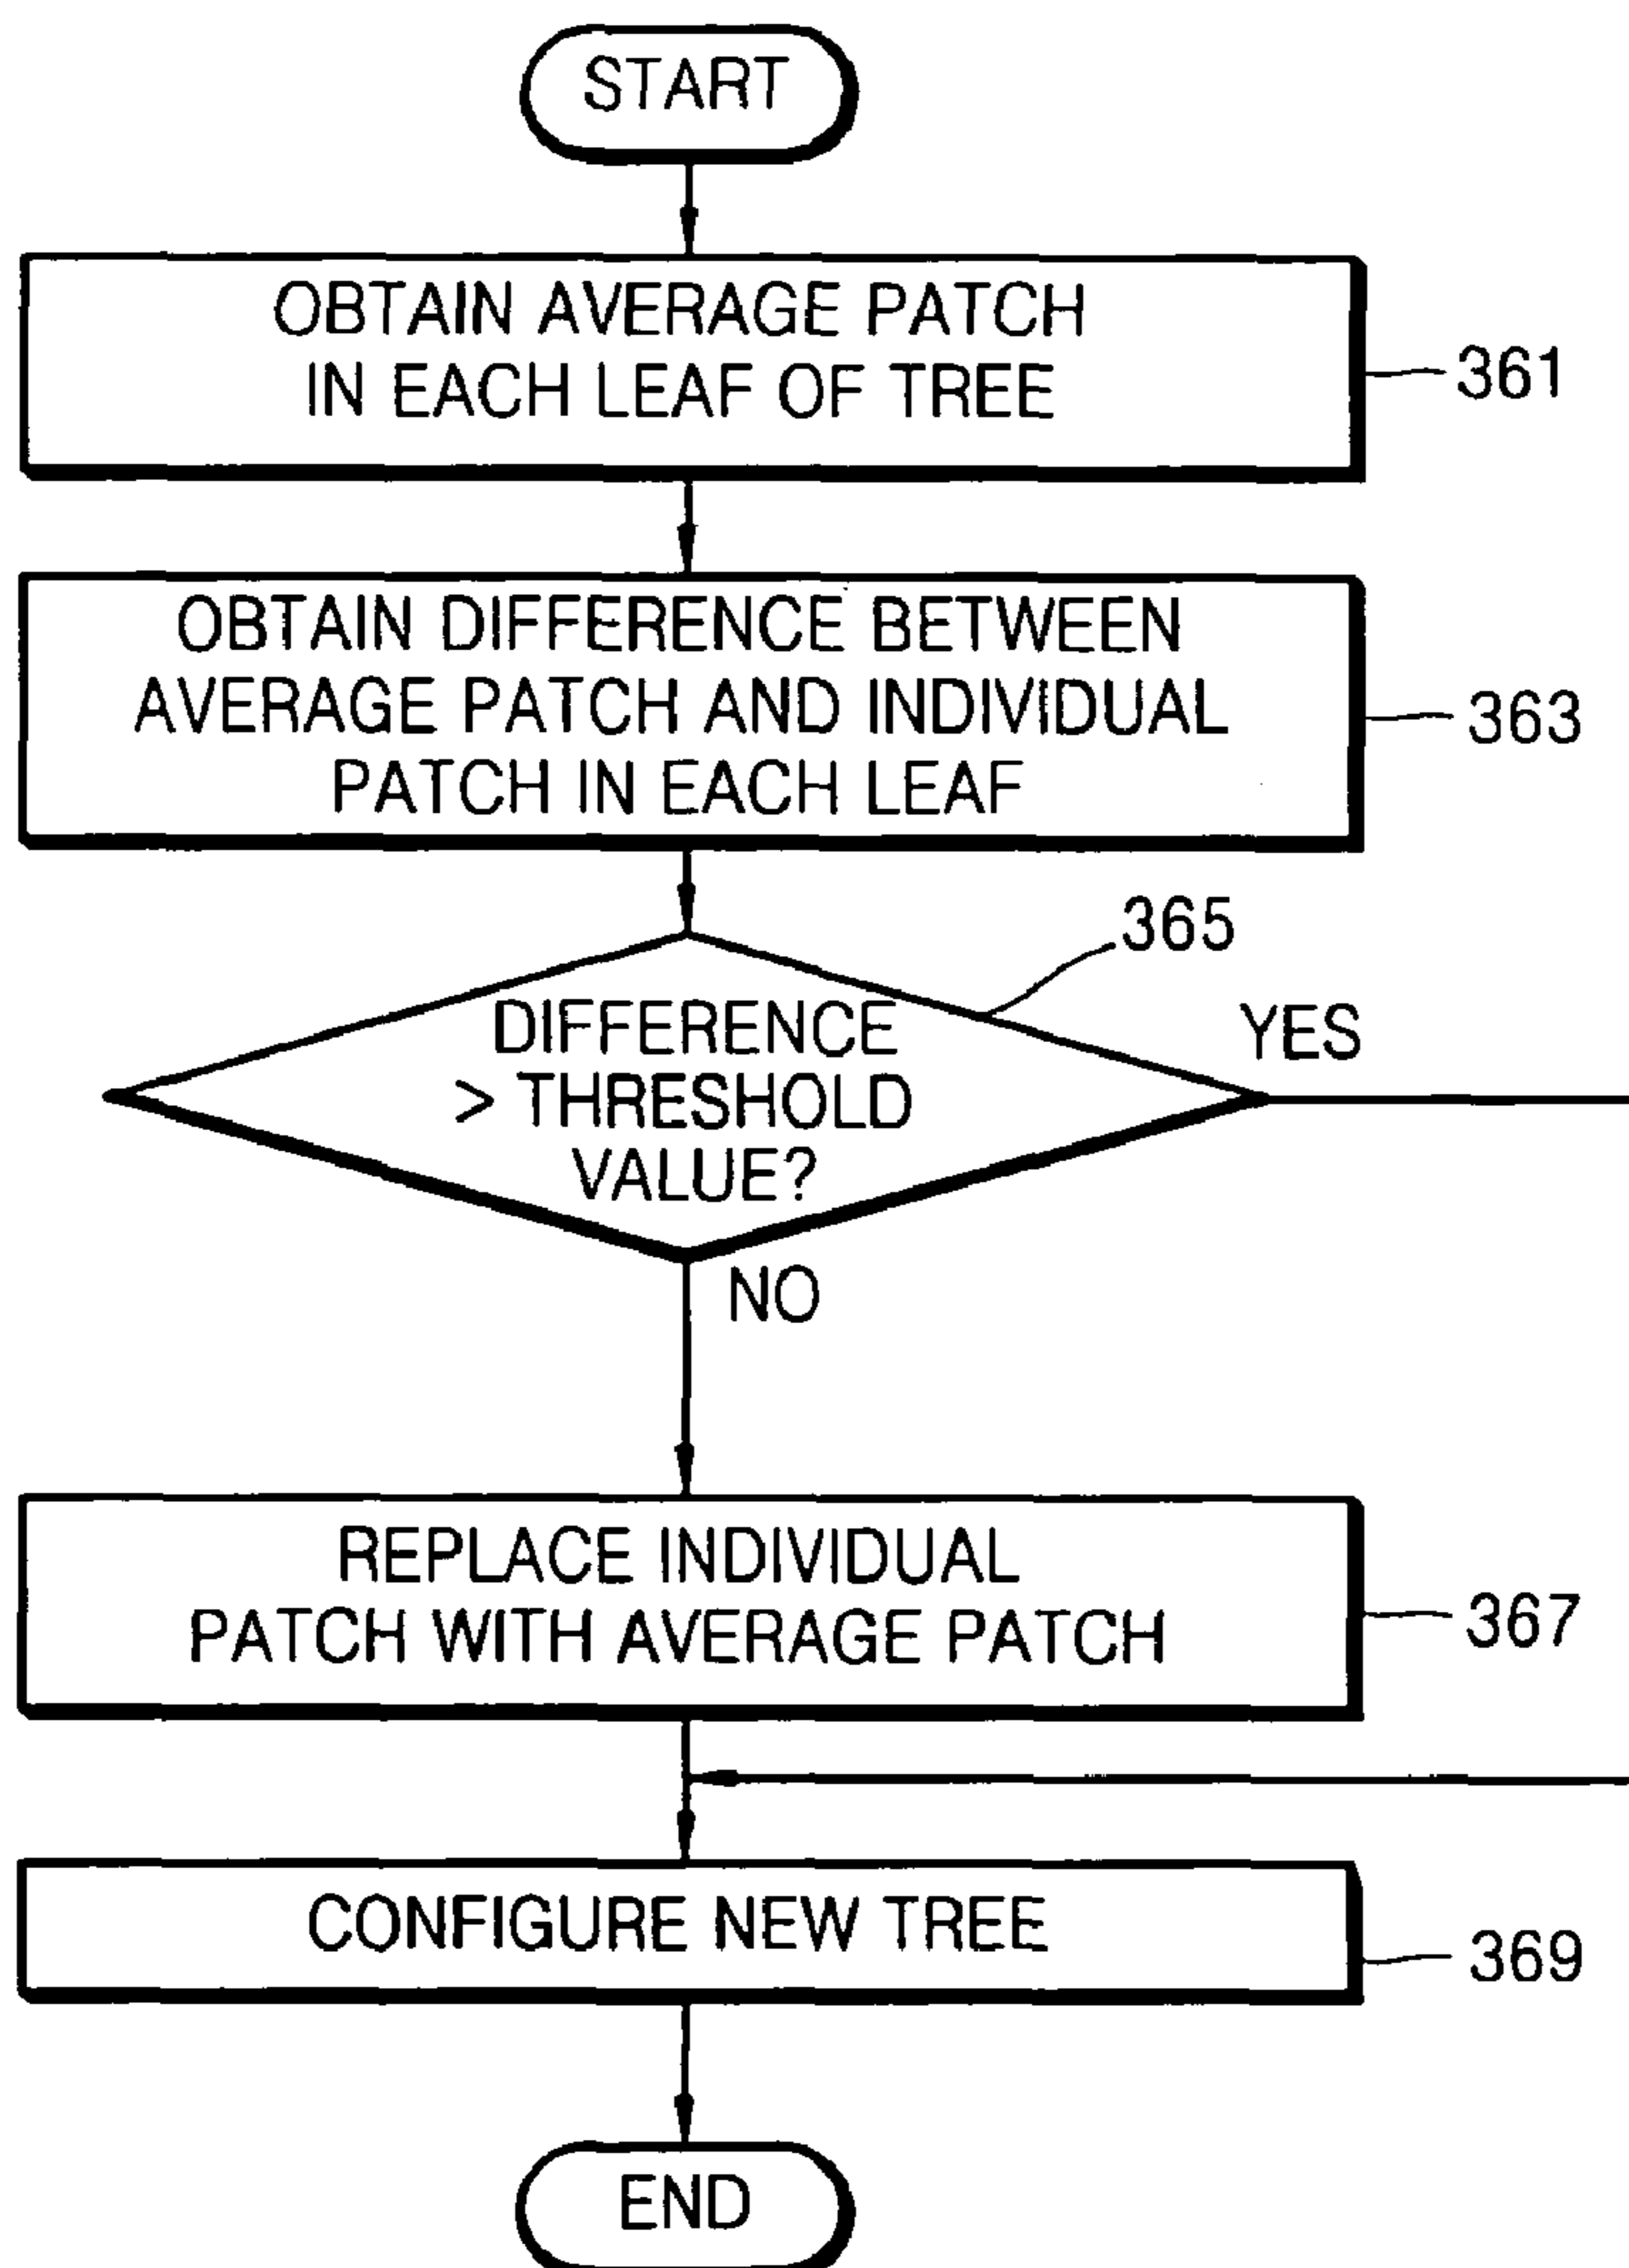 START
OBTAIN AVERAGE PATCH
IN EACH LEAF OF TREE
361
OBTAIN DIFFERENCE BETWEEN
AVERAGE PATCH AND INDIVIDUAL
PATCH IN EACH LEAF
363
365
DIFFERENCE
> THRESHOLD
VALUE?
YES
NO
REPLACE INDIVIDUAL
PATCH WITH AVERAGE PATCH
367
CONFIGURE NEW TREE
369
END